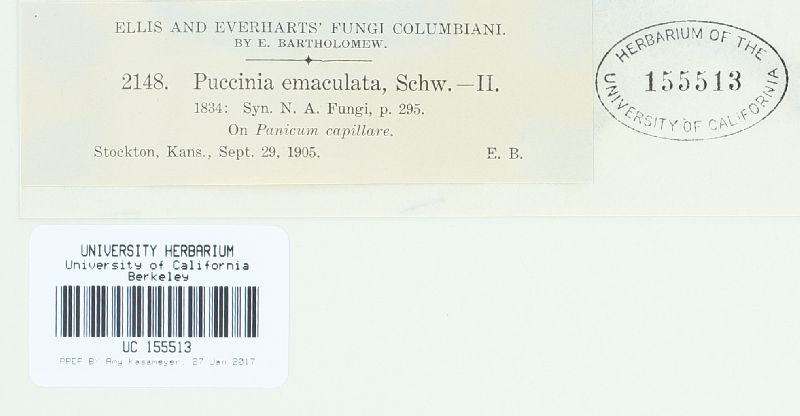 ELLIS AND EVERHARTS' FUNGI COLUMBIANI.
BY E. BARTHOLOMEW.
2148. Puccinia emaculata, Schw.—II.
1834: Syn. N. A. Fungi, p. 295.
On Panicum capillare.
Stockton, Kans., Sept. 29, 1905. E. B.
HERBARIUM OF THE
155513
UNIVERSITY OF CALIFORNIA
UNIVERSITY HERBARIUM
University of California
Berkeley
UC 155513
PREP BY Amy Kasameyer, 27 Jan 2017